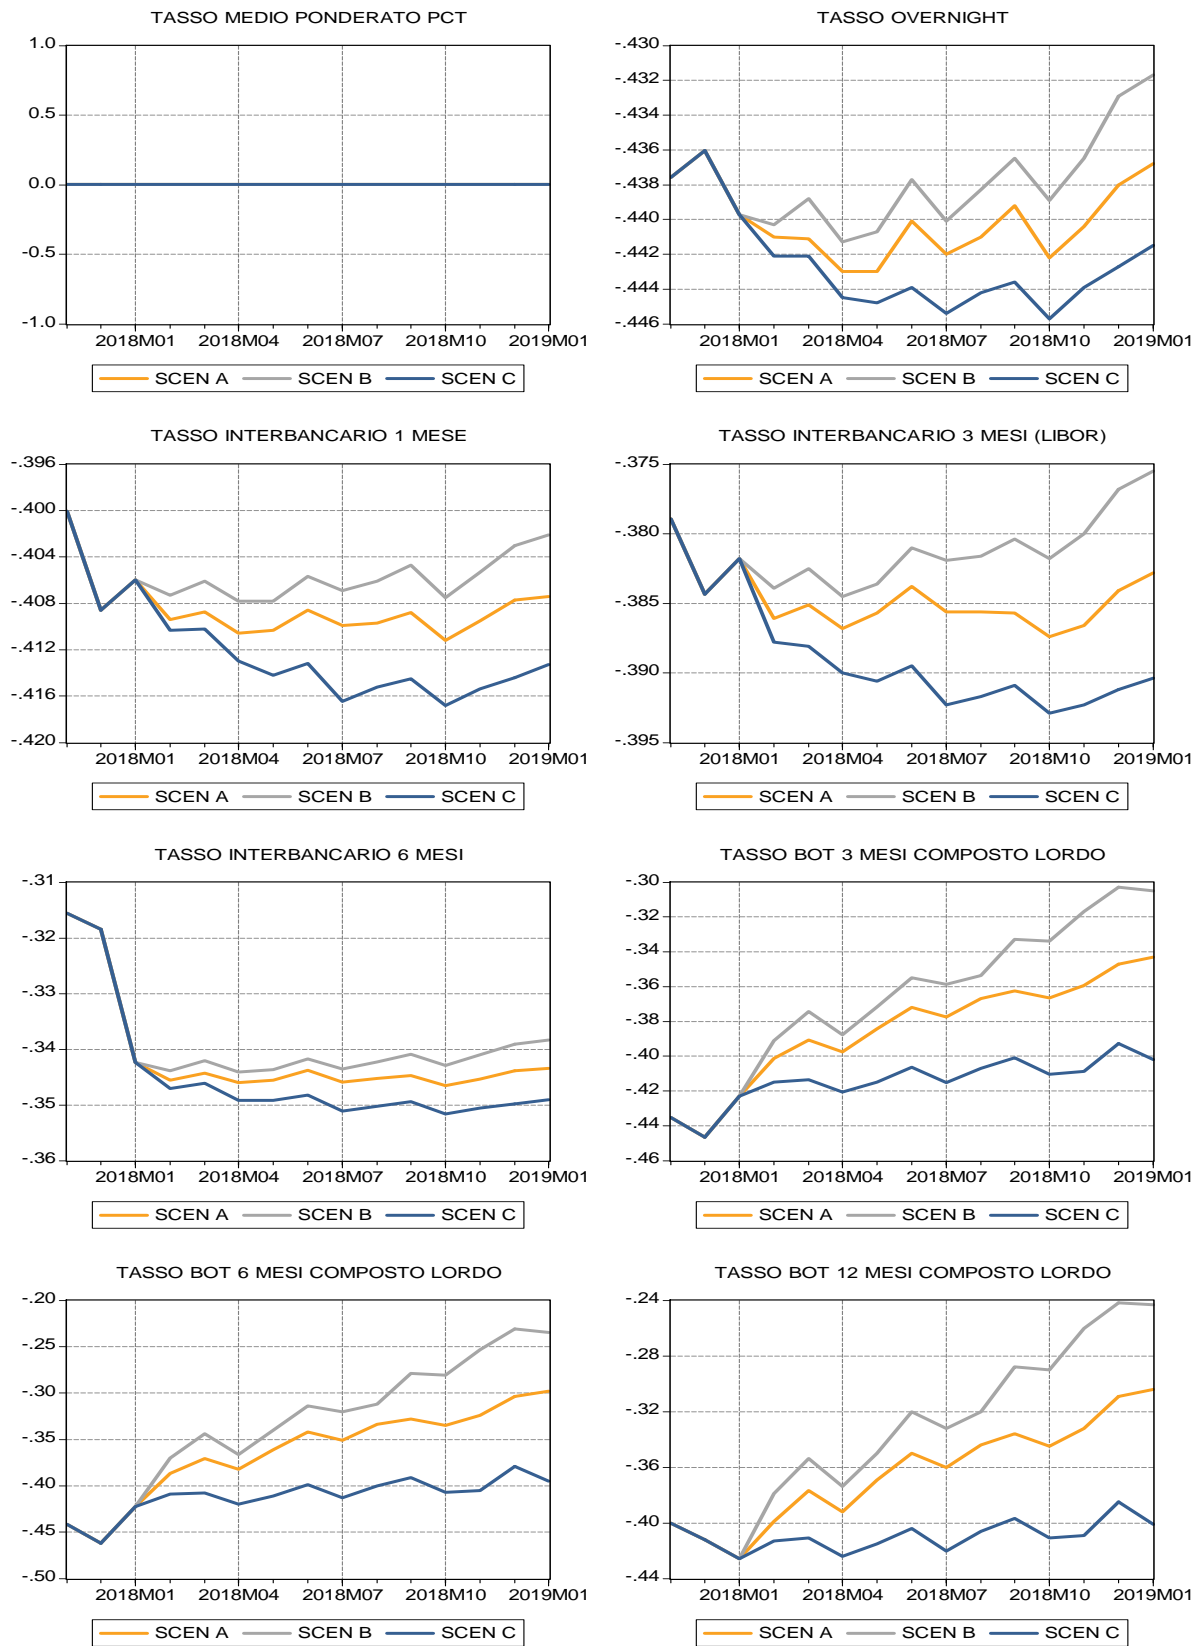 TASSO MEDIO PONDERATO PCT
1.0
0.5
0.0
-0.5
-1.0
2018M01 2018M04 2018M07 2018M10 2019M01
SCEN A SCEN B SCEN C
TASSO OVERNIGHT
-.430
-.432
-.434
-.436
-.438
-.440
-.442
-.444
-.446
2018M01 2018M04 2018M07 2018M10 2019M01
SCEN A SCEN B SCEN C
TASSO INTERBANCARIO 1 MESE
-.396
-.400
-.404
-.408
-.412
-.416
-.420
2018M01 2018M04 2018M07 2018M10 2019M01
SCEN A SCEN B SCEN C
TASSO INTERBANCARIO 3 MESI (LIBOR)
-.375
-.380
-.385
-.390
-.395
2018M01 2018M04 2018M07 2018M10 2019M01
SCEN A SCEN B SCEN C
TASSO INTERBANCARIO 6 MESI
-.31
-.32
-.33
-.34
-.35
-.36
2018M01 2018M04 2018M07 2018M10 2019M01
SCEN A SCEN B SCEN C
TASSO BOT 3 MESI COMPOSTO LORDO
-.30
-.32
-.34
-.36
-.38
-.40
-.42
-.44
-.46
2018M01 2018M04 2018M07 2018M10 2019M01
SCEN A SCEN B SCEN C
TASSO BOT 6 MESI COMPOSTO LORDO
-.20
-.25
-.30
-.35
-.40
-.45
-.50
2018M01 2018M04 2018M07 2018M10 2019M01
SCEN A SCEN B SCEN C
TASSO BOT 12 MESI COMPOSTO LORDO
-.24
-.28
-.32
-.36
-.40
-.44
2018M01 2018M04 2018M07 2018M10 2019M01
SCEN A SCEN B SCEN C